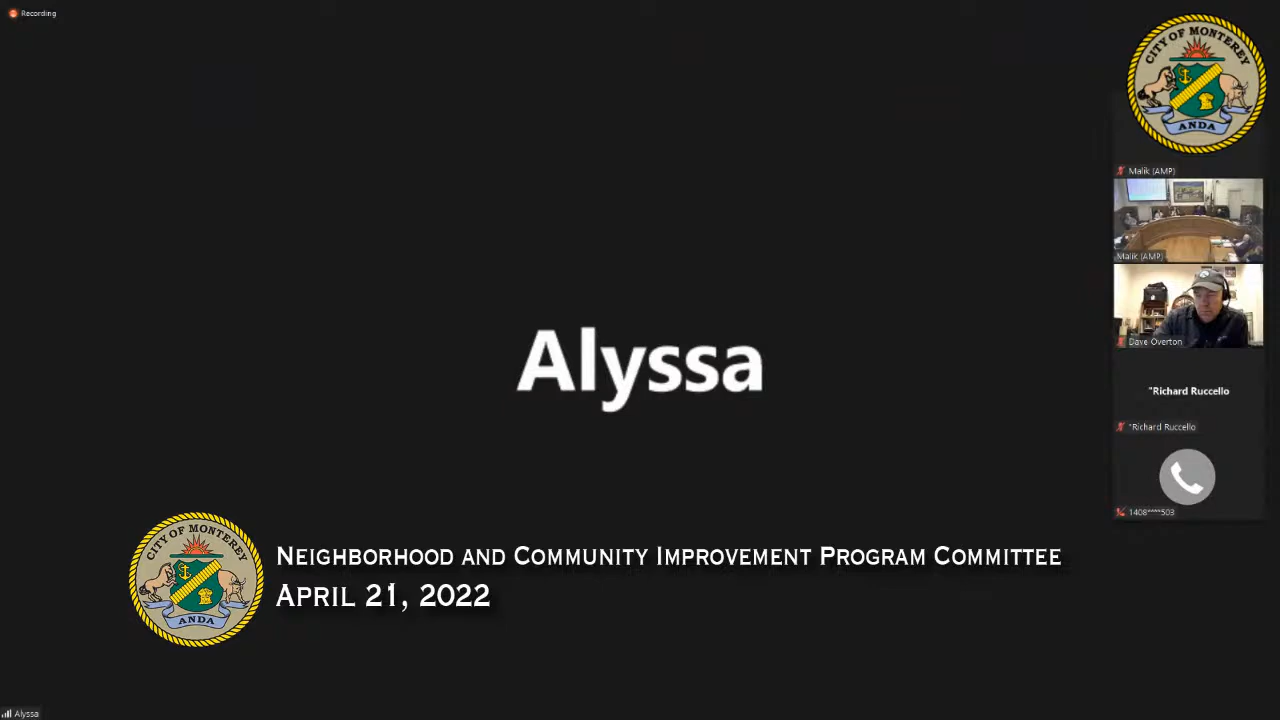 Recording
CITY OF MONTEREY
ANDA
Malik (AMP)
Malik (AMP)
Dave Overton
"Richard Ruccello
"Richard Ruccello
1408****503
Alyssa
CITY OF MONTEREY
ANDA
Neighborhood and Community Improvement Program Committee
April 21, 2022
Alyssa